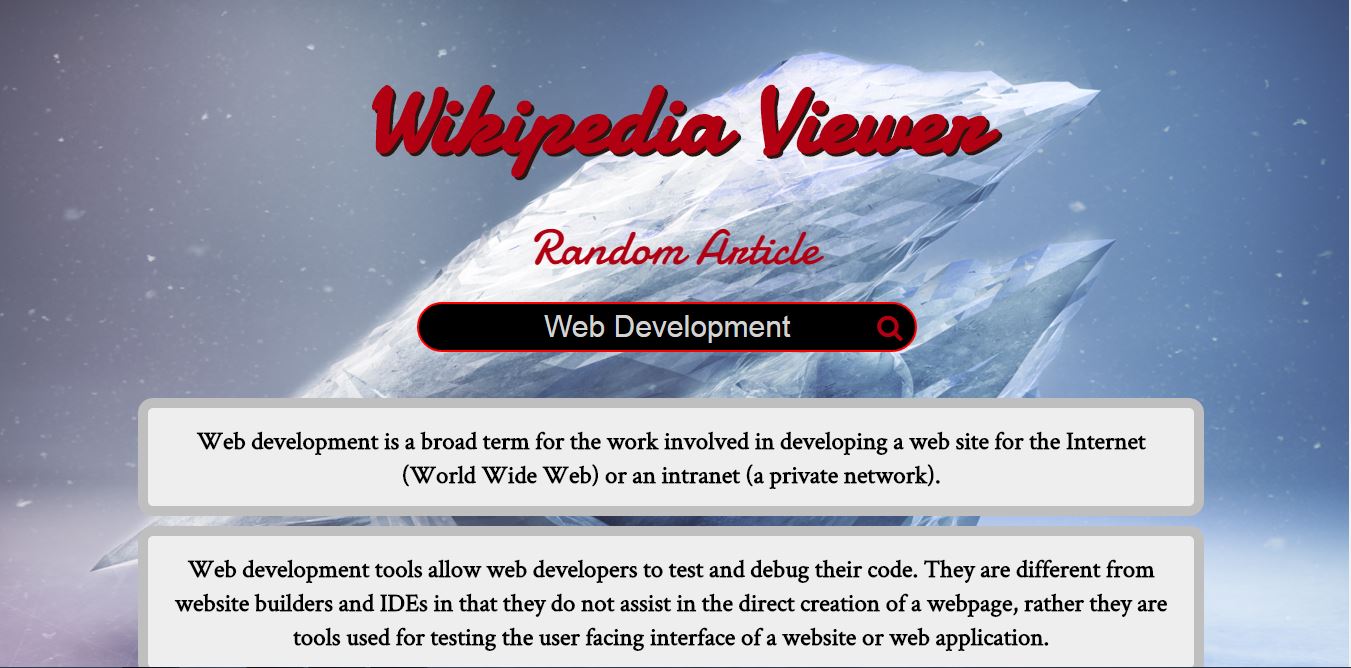 Wikipedia Viewer
Random Article
Web Development
Web development is a broad term for the work involved in developing a web site for the Internet
(World Wide Web) or an intranet (a private network).
Web development tools allow web developers to test and debug their code. They are different from
website builders and IDEs in that they do not assist in the direct creation of a webpage, rather they are
tools used for testing the user facing interface of a website or web application.